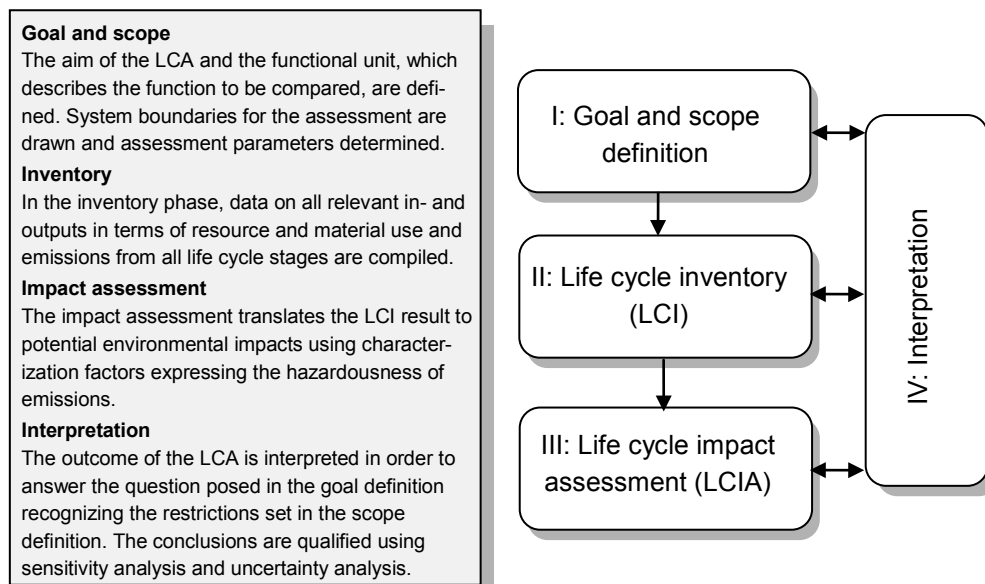 Goal and scope
The aim of the LCA and the functional unit, which
describes the function to be compared, are defi-
ned. System boundaries for the assessment are
drawn and assessment parameters determined.
Inventory
In the inventory phase, data on all relevant in- and
outputs in terms of resource and material use and
emissions from all life cycle stages are compiled.
Impact assessment
The impact assessment translates the LCI result to
potential environmental impacts using character-
ization factors expressing the hazardousness of
emissions.
Interpretation
The outcome of the LCA is interpreted in order to
answer the question posed in the goal definition
recognizing the restrictions set in the scope
definition. The conclusions are qualified using
sensitivity analysis and uncertainty analysis.
I: Goal and scope
definition
II: Life cycle inventory
(LCI)
III: Life cycle impact
assessment (LCIA)
IV: Interpretation